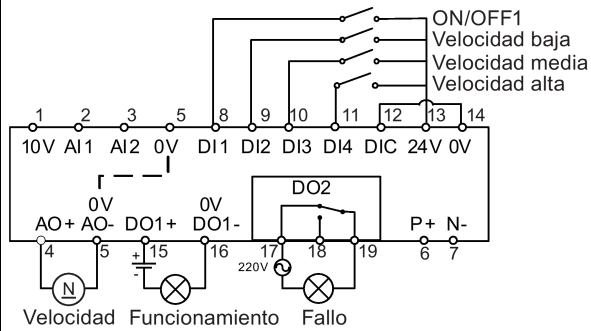 ON/OFF1
Velocidad baja
Velocidad media
Velocidad alta
1 2 3 5 8 9 10 11 12 13 14
10V AI1 AI2 0V DI1 DI2 DI3 DI4 DIC 24V 0V
DO2
0V 0V
AO+ AO- DO1+ DO1- P+ N-
4 5 15 16 17 18 19 6 7
+
-
220V
N
Velocidad Funcionamiento Fallo